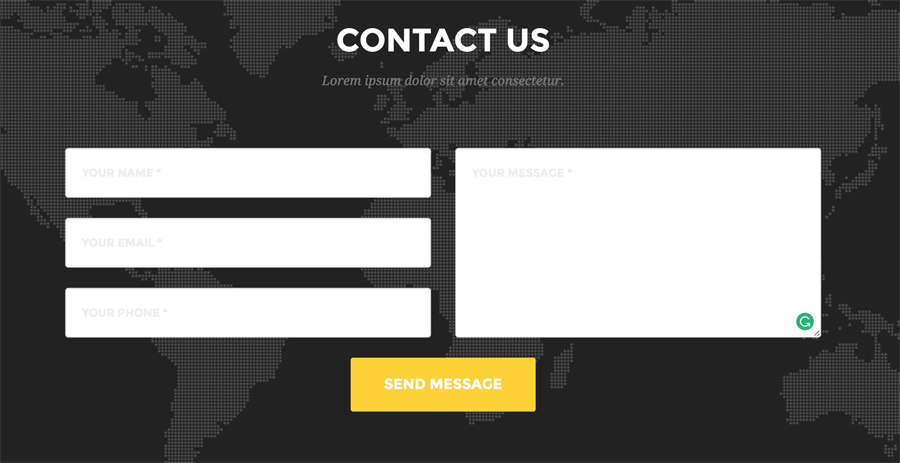 CONTACT US
Lorem ipsum dolor sit amet consectetur.
YOUR NAME *
YOUR EMAIL *
YOUR PHONE *
YOUR MESSAGE *
SEND MESSAGE